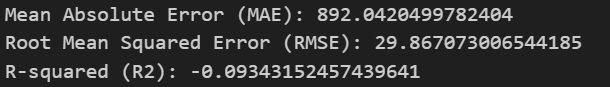 Mean Absolute Error (MAE): 892.0420499782404
Root Mean Squared Error (RMSE): 29.867073006544185
R-squared (R2): -0.09343152457439641